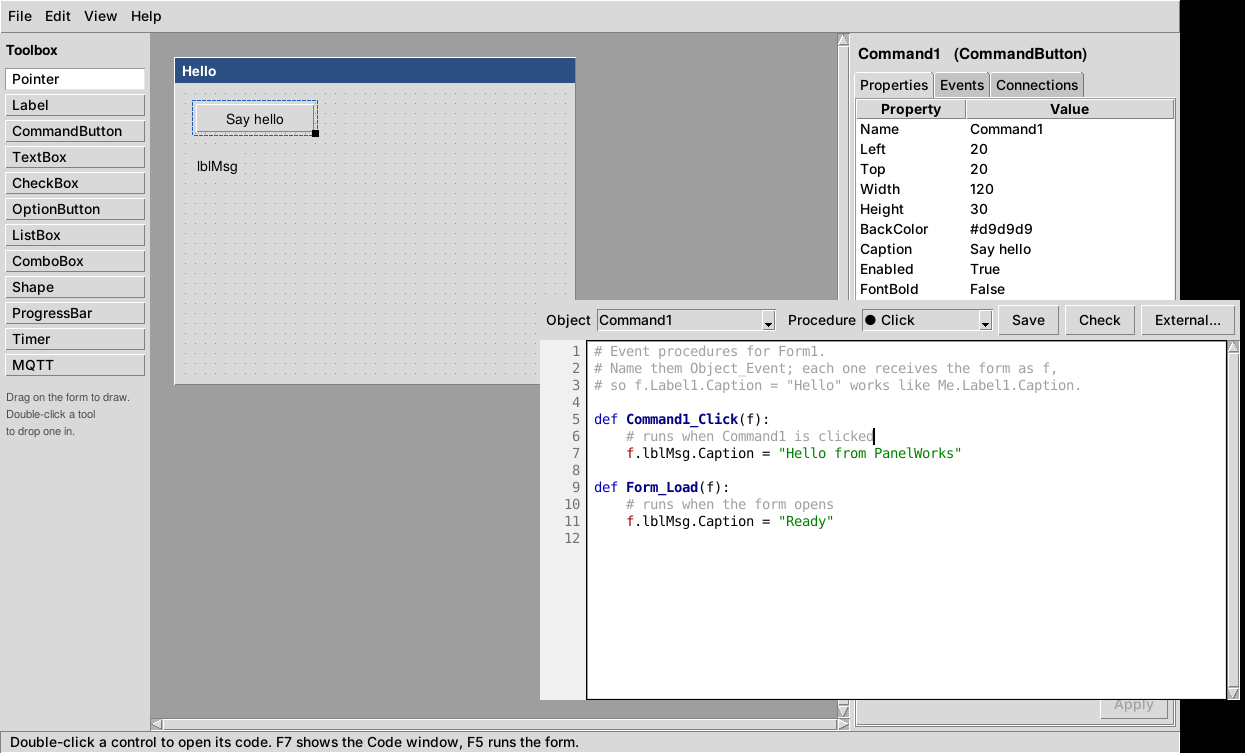 File Edit View Help
Toolbox
Pointer
Label
CommandButton
TextBox
CheckBox
OptionButton
ListBox
ComboBox
Shape
ProgressBar
Timer
MQTT
Drag on the form to draw.
Double-click a tool
to drop one in.
Hello
Say hello
lblMsg
Command1 (CommandButton)
Properties Events Connections
Property Value
Name Command1
Left 20
Top 20
Width 120
Height 30
BackColor #d9d9d9
Caption Say hello
Enabled True
FontBold False
Object Command1 Procedure ● Click Save Check External...
1 # Event procedures for Form1.
2 # Name them Object_Event; each one receives the form as f,
3 # so f.Label1.Caption = "Hello" works like Me.Label1.Caption.
4
5 def Command1_Click(f):
6 # runs when Command1 is clicked
7 f.lblMsg.Caption = "Hello from PanelWorks"
8
9 def Form_Load(f):
10 # runs when the form opens
11 f.lblMsg.Caption = "Ready"
12
Apply
Double-click a control to open its code. F7 shows the Code window, F5 runs the form.